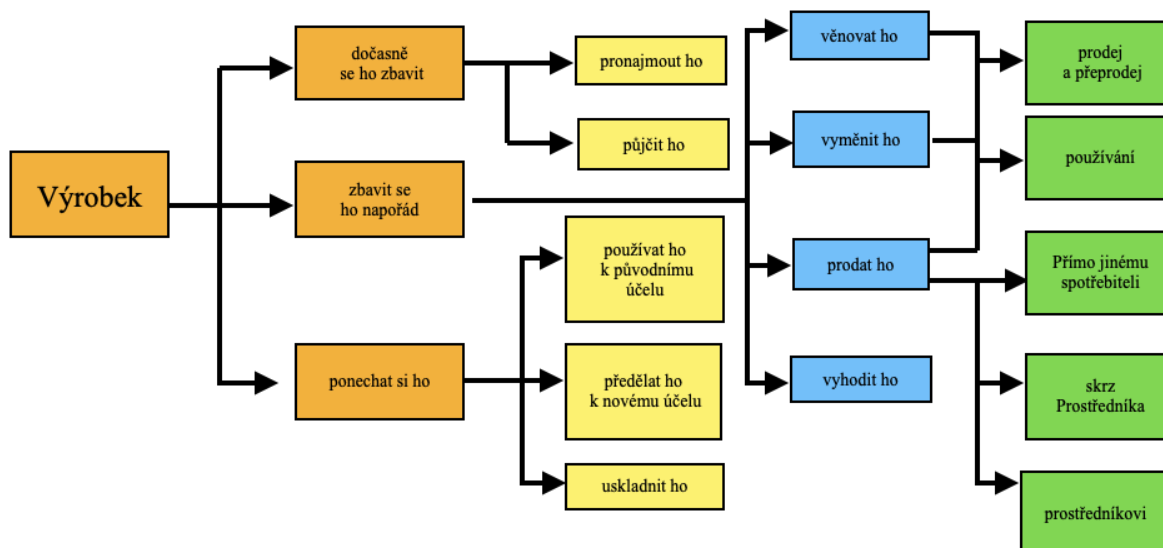 Výrobek
dočasně
se ho zbavit
zbavit se
ho napořád
ponechat si ho
pronajmout ho
půjčit ho
používat ho
k původnímu
účelu
předělat ho
k novému účelu
uskladnit ho
věnovat ho
vyměnit ho
prodat ho
vyhodit ho
prodej
a přeprodej
používání
Přímo jinému
spotřebiteli
skrz
Prostředníka
prostředníkovi